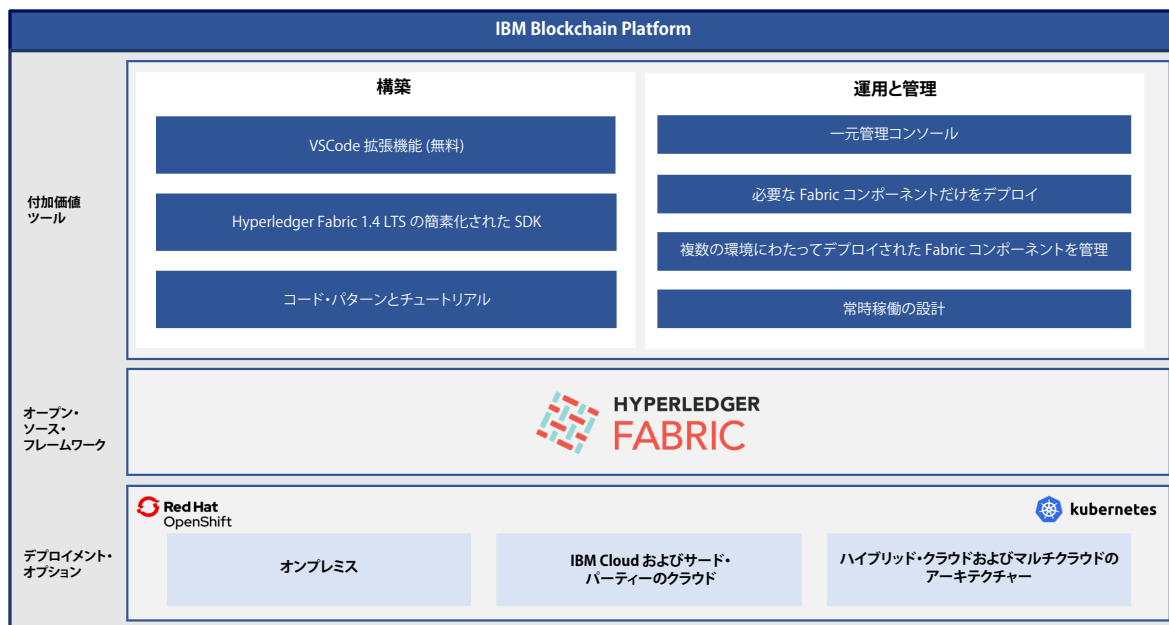 IBM Blockchain Platform
付加価値
ツール
構築
VSCode 拡張機能 (無料)
Hyperledger Fabric 1.4 LTS の簡素化された SDK
コード・パターンとチュートリアル
運用と管理
一元管理コンソール
必要な Fabric コンポーネントだけをデプロイ
複数の環境にわたってデプロイされた Fabric コンポーネントを管理
常時稼働の設計
オープン・
ソース・
フレームワーク
HYPERLEDGER
FABRIC
デプロイメント・
オプション
Red Hat
OpenShift
kubernetes
オンプレミス
IBM Cloud およびサード・
パーティーのクラウド
ハイブリッド・クラウドおよびマルチクラウドの
アーキテクチャー